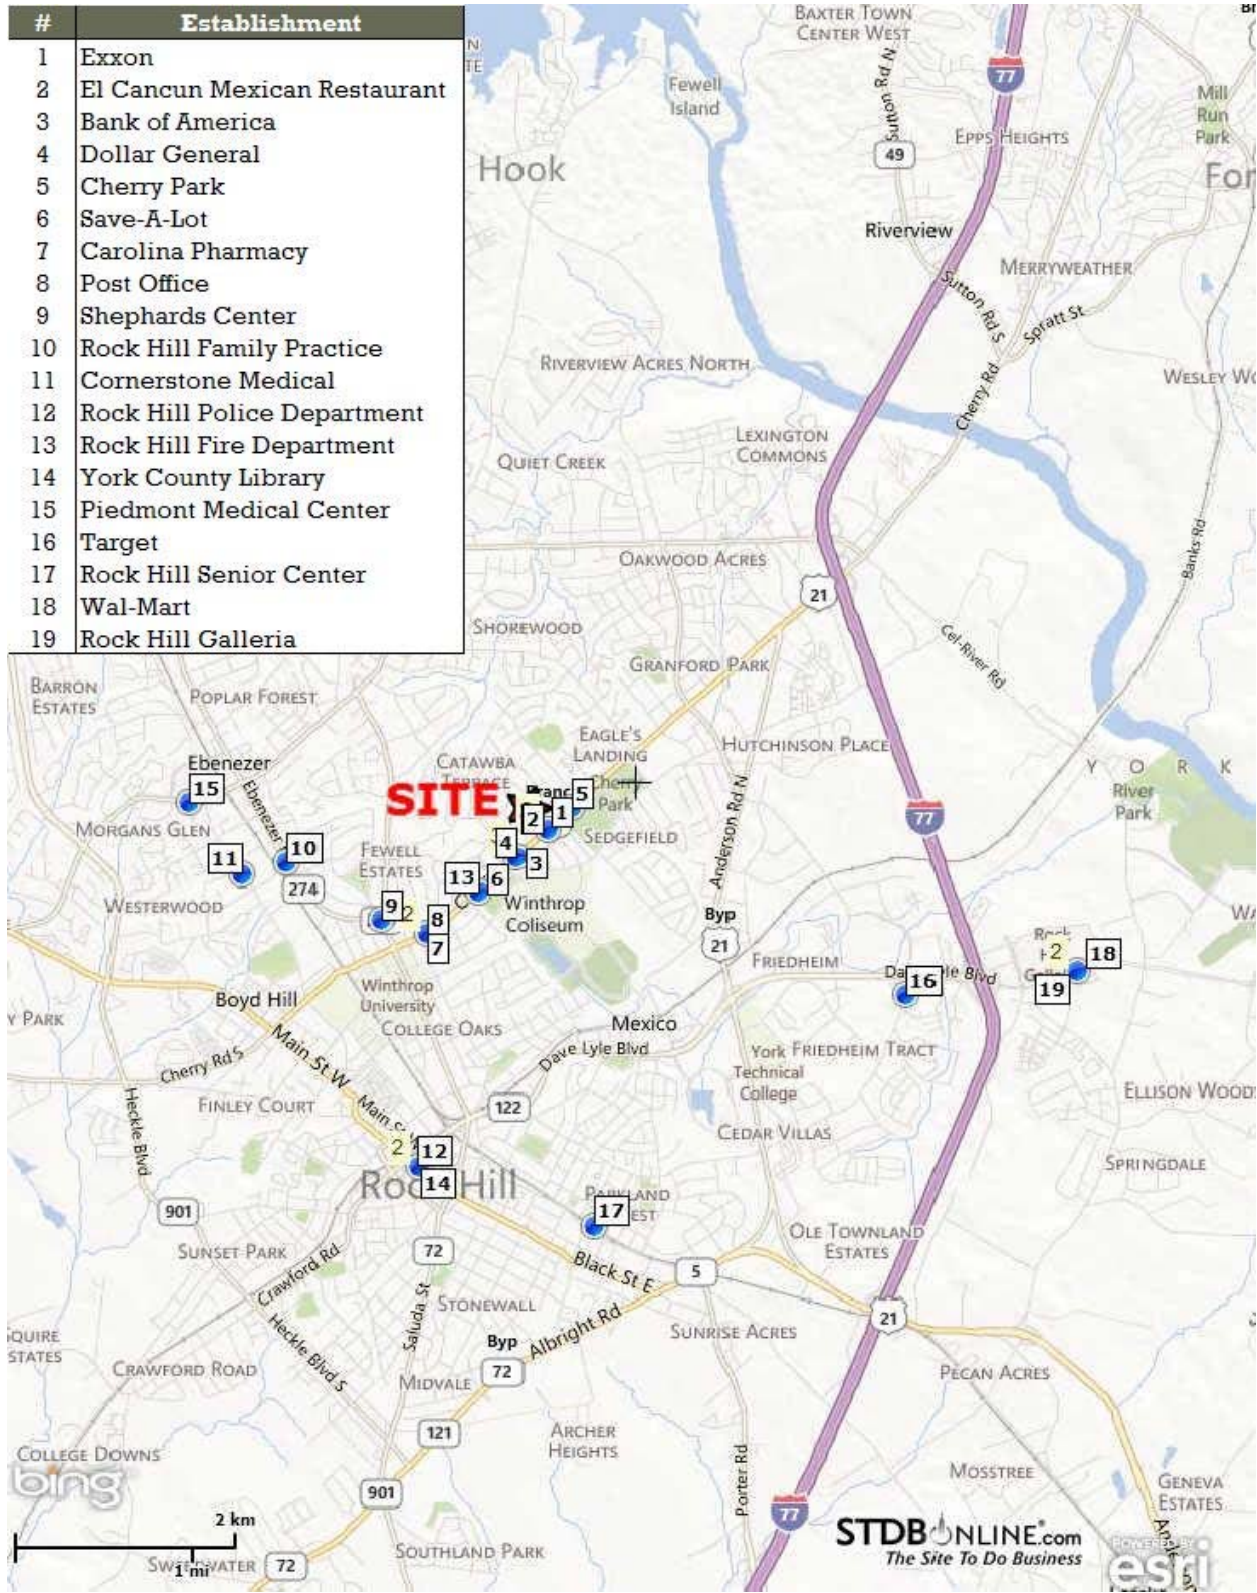 # Establishment
1 Exxon
2 El Cancun Mexican Restaurant
3 Bank of America
4 Dollar General
5 Cherry Park
6 Save-A-Lot
7 Carolina Pharmacy
8 Post Office
9 Shephards Center
10 Rock Hill Family Practice
11 Cornerstone Medical
12 Rock Hill Police Department
13 Rock Hill Fire Department
14 York County Library
15 Piedmont Medical Center
16 Target
17 Rock Hill Senior Center
18 Wal-Mart
19 Rock Hill Galleria
BAXTER TOWN
CENTER WEST
77
Fewell
Island
Sutton Rd N
Mill
Run
Park
EPPS HEIGHTS
49
Hook
Riverview
MERRYWEATHER
Sutton Rd S
Spratt St
RIVERVIEW ACRES NORTH
Cherry Rd
WESLEY
LEXINGTON
COMMONS
QUIET CREEK
Banks Rd
OAKWOOD ACRES
21
SHOREWOOD
Cel-River Rd
GRANFORD PARK
BARRON
ESTATES
POPLAR FOREST
EAGLE'S
LANDING
HUTCHINSON PLACE
Ebenezer
CATAWBA
YORK
River
Park
15
SITE
5
Park
Ebenezer
MORGANS GLEN
2
1
77
SEDGEFIELD
Anderson Rd N
4
3
10
11
FEWELL
ESTATES
274
13
6
WESTERWOOD
9
2
8
7
Winthrop
Coliseum
Byp
21
FRIEDHEIM
2
18
19
16
Blvd
Winthrop
University
Boyd Hill
COLLEGE OAKS
Mexico
PARK
Main St W
Dave Lyle Blvd
York
Technical
College
FRIEDHEIM TRACT
Cherry Rd S
Heckle Blvd
FINLEY COURT
122
ELLISON
CEDAR VILLAS
2
12
14
SPRINGDALE
17
901
SUNSET PARK
72
OLE TOWNLAND
ESTATES
Crawford Rd
Black St E
5
Saluda St
STONEWALL
21
Heckle Blvd S
Byp
Albright Rd
SUNRISE ACRES
CRAWFORD ROAD
72
MIDVALE
PECAN ACRES
121
ARCHER
HEIGHTS
COLLEGE DOWNS
MOSSTREE
Porter Rd
GENEVA
ESTATES
bing
901
77
2 km
1 mi
72
SOUTHLAND PARK
STDBONLINE.com
The Site To Do Business
POWERED BY
esri